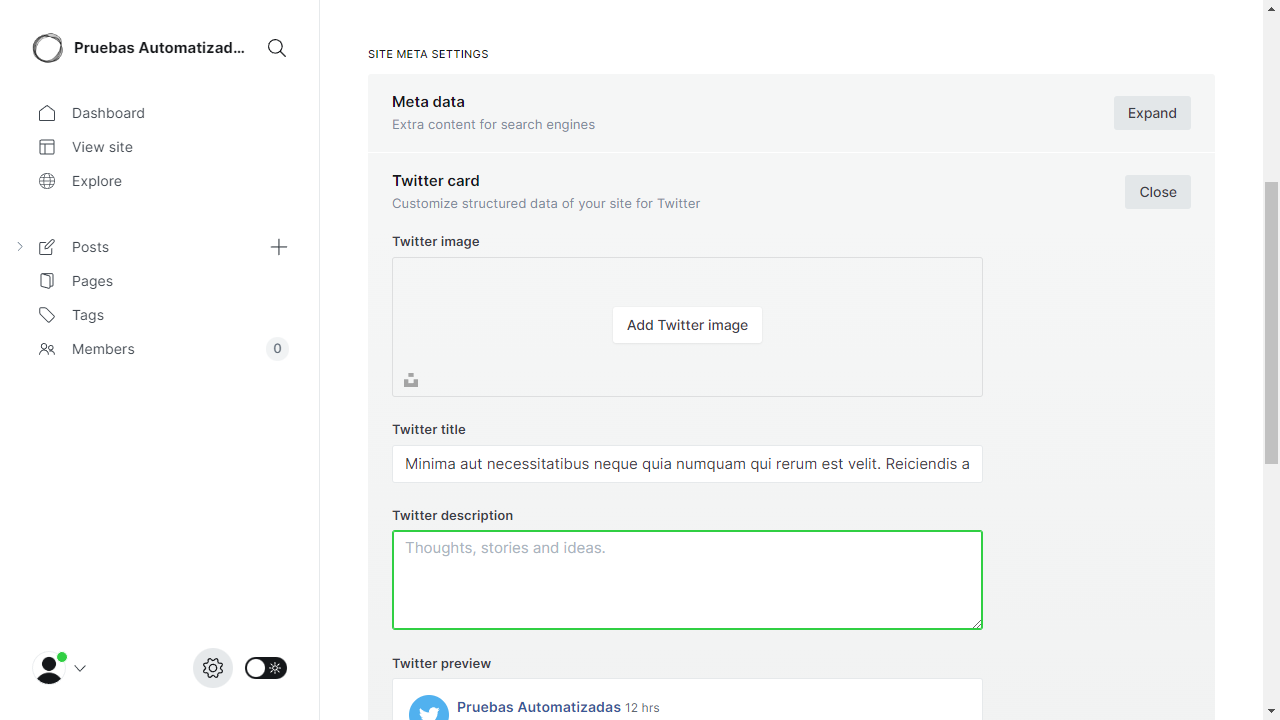 Pruebas Automatizad...
Dashboard
View site
Explore
Posts
Pages
Tags
Members
0
SITE META SETTINGS
Meta data
Extra content for search engines
Expand
Twitter card
Customize structured data of your site for Twitter
Close
Twitter image
Add Twitter image
Twitter title
Minima aut necessitatibus neque quia numquam qui rerum est velit. Reiciendis a
Twitter description
Thoughts, stories and ideas.
Twitter preview
Pruebas Automatizadas 12 hrs